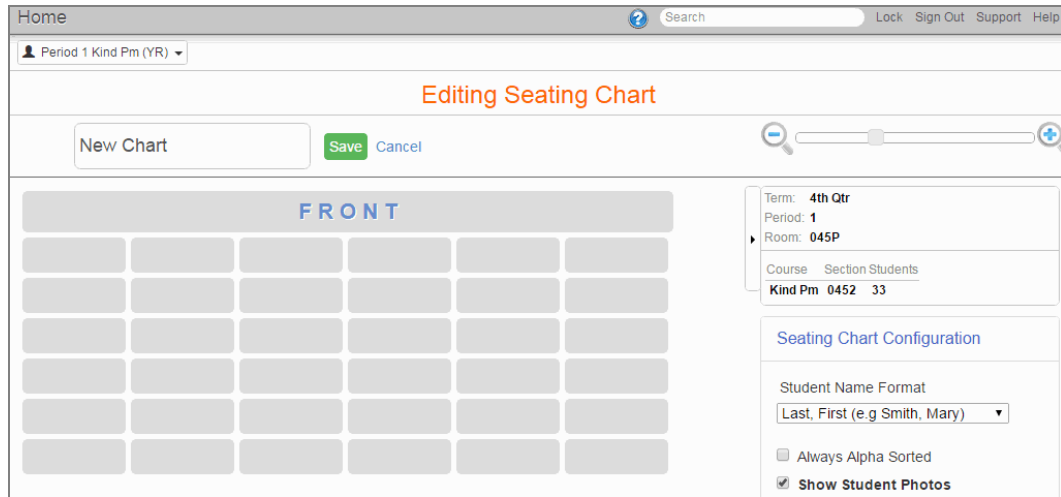 Home ? Search Lock Sign Out Support Help
Period 1 Kind Pm (YR)
Editing Seating Chart
New Chart Save Cancel
FRONT
Term: 4th Qtr
Period: 1
Room: 045P
Course Section Students
Kind Pm 0452 33
Seating Chart Configuration
Student Name Format
Last, First (e.g Smith, Mary)
Always Alpha Sorted
Show Student Photos